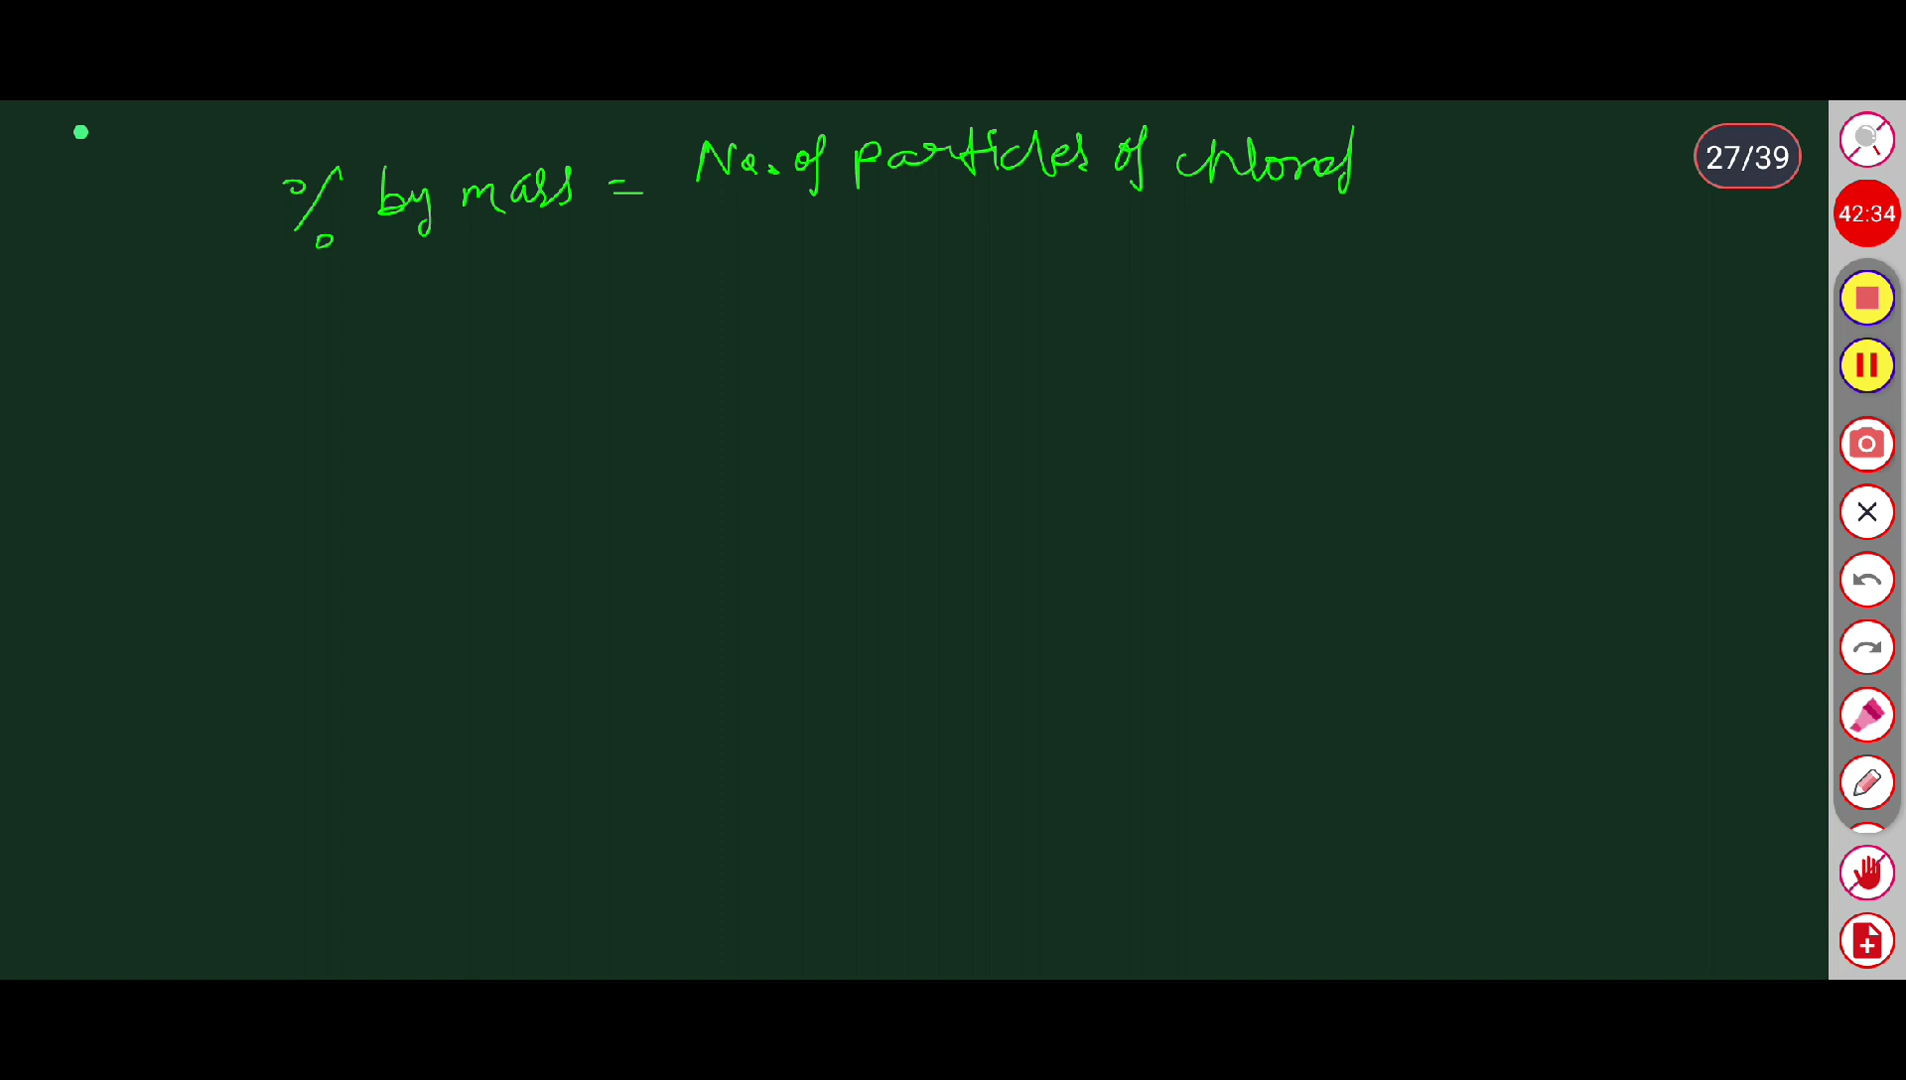 % by mass = No. of particles of chlorof
27/39
42:34